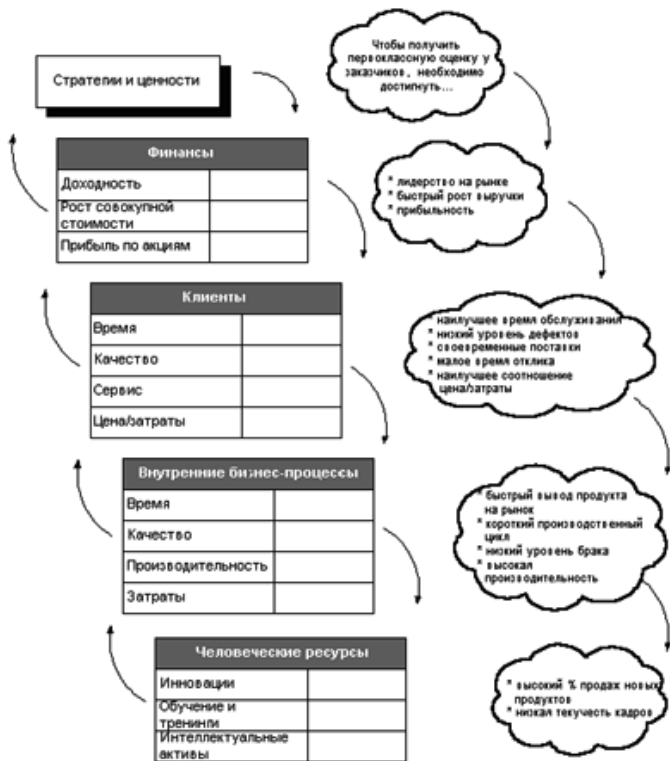 Стратегии и ценности
Чтобы получить
первоклассную оценку у
заказчиков, необходимо
достигнуть...
Финансы
Доходность
Рост совокупной
стоимости
Прибыль по акциям
* лидерство на рынке
* быстрый рост выручки
* прибыльность
Клиенты
Время
Качество
Сервис
Цена/затраты
* наилучшее время обслуживания
* низкий уровень дефектов
* своевременные поставки
* малое время отклика
* наилучшее соотношение
цена/затраты
Внутренние бизнес-процессы
Время
Качество
Производительность
Затраты
* быстрый вывод продукта
на рынок
* короткий производственный
цикл
* низкий уровень брака
* высокая
производительность
Человеческие ресурсы
Инновации
Обучение и
тренинги
Интеллектуальные
активы
* высокий % продаж новых
продуктов
* низкая текучесть кадров